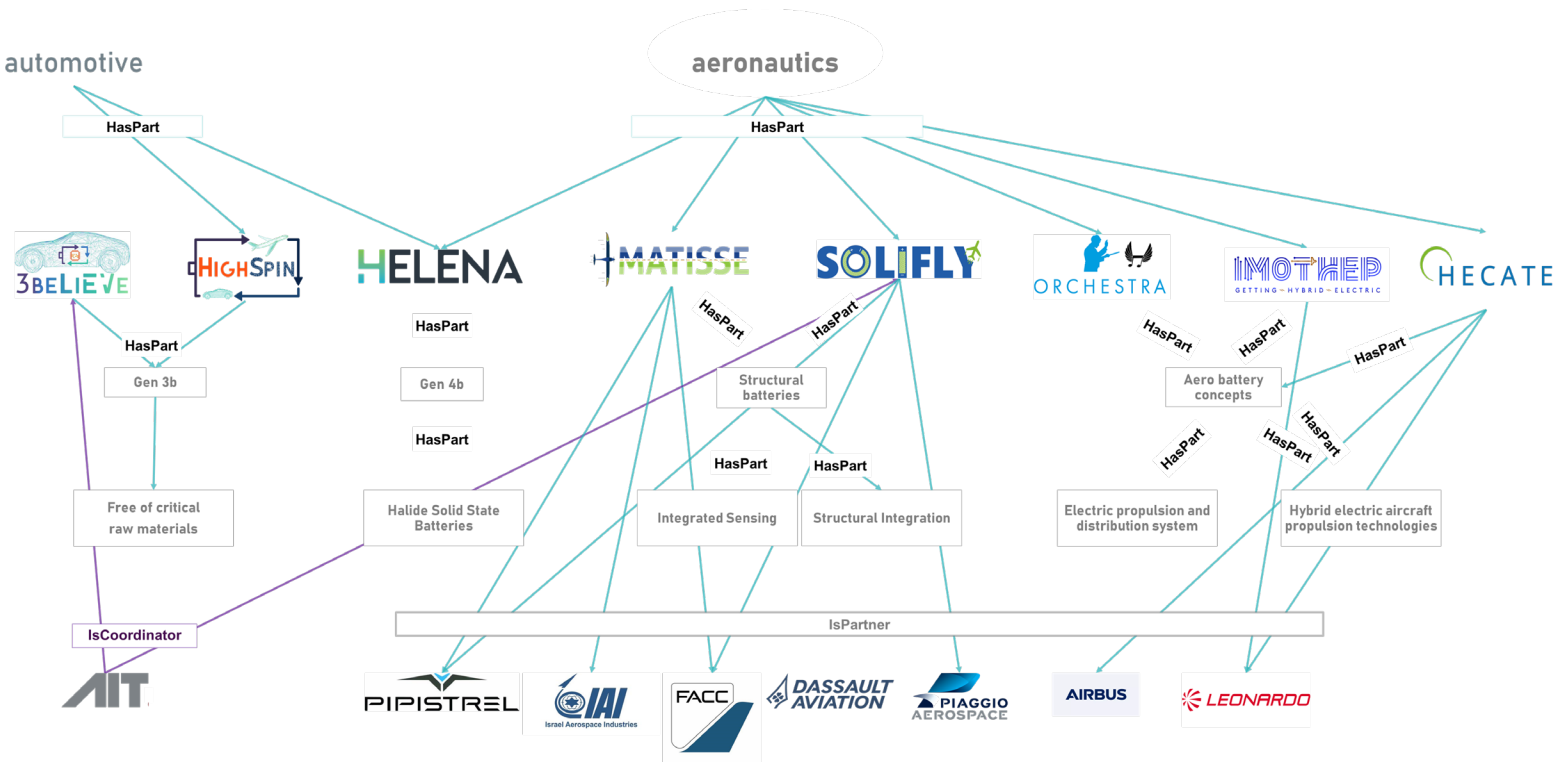 automotive
aeronautics
HasPart
HasPart
3BELIEVE
HIGHSPIN
HELENA
MATISSE
SOLIFLY
ORCHESTRA
IMOTHEP
GETTING - HYBRID - ELECTRIC
HECATE
HasPart
HasPart
HasPart
HasPart
HasPart
HasPart
HasPart
Gen 3b
Gen 4b
Structural
batteries
Aero battery
concepts
HasPart
HasPart
HasPart
HasPart
HasPart
HasPart
Free of critical
raw materials
Halide Solid State
Batteries
Integrated Sensing
Structural Integration
Electric propulsion and
distribution system
Hybrid electric aircraft
propulsion technologies
IsPartner
IsCoordinator
AIT
PIPISTREL
IAI
Israel Aerospace Industries
FACC
DASSAULT
AVIATION
PIAGGIO
AEROSPACE
AIRBUS
LEONARDO